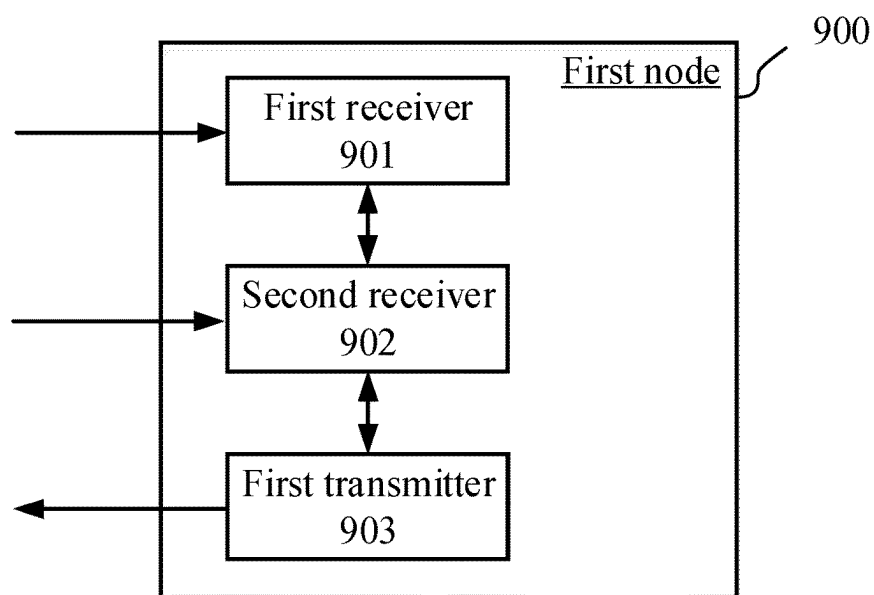 900
First node
First receiver
901
Second receiver
902
First transmitter
903